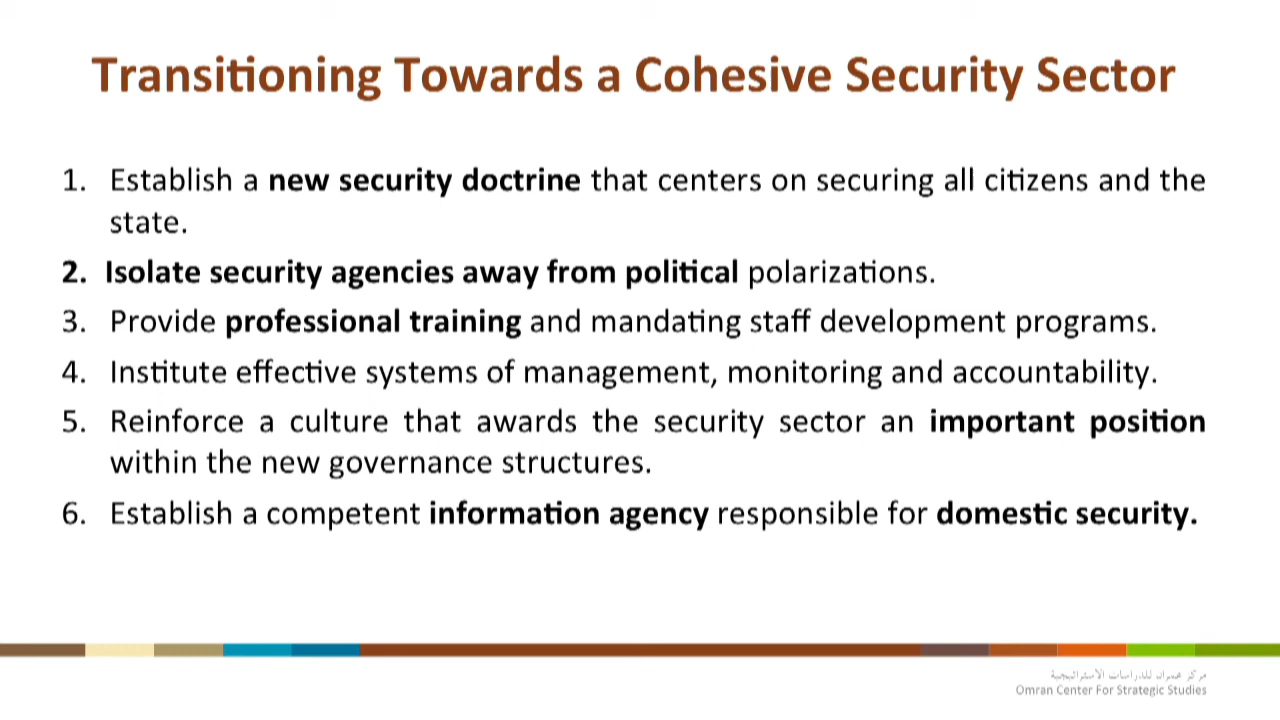 Transitioning Towards a Cohesive Security Sector
1. Establish a new security doctrine that centers on securing all citizens and the
state.
2. Isolate security agencies away from political polarizations.
3. Provide professional training and mandating staff development programs.
4. Institute effective systems of management, monitoring and accountability.
5. Reinforce a culture that awards the security sector an important position
within the new governance structures.
6. Establish a competent information agency responsible for domestic security.
مركز عمران للدراسات الاستراتيجية
Omran Center For Strategic Studies